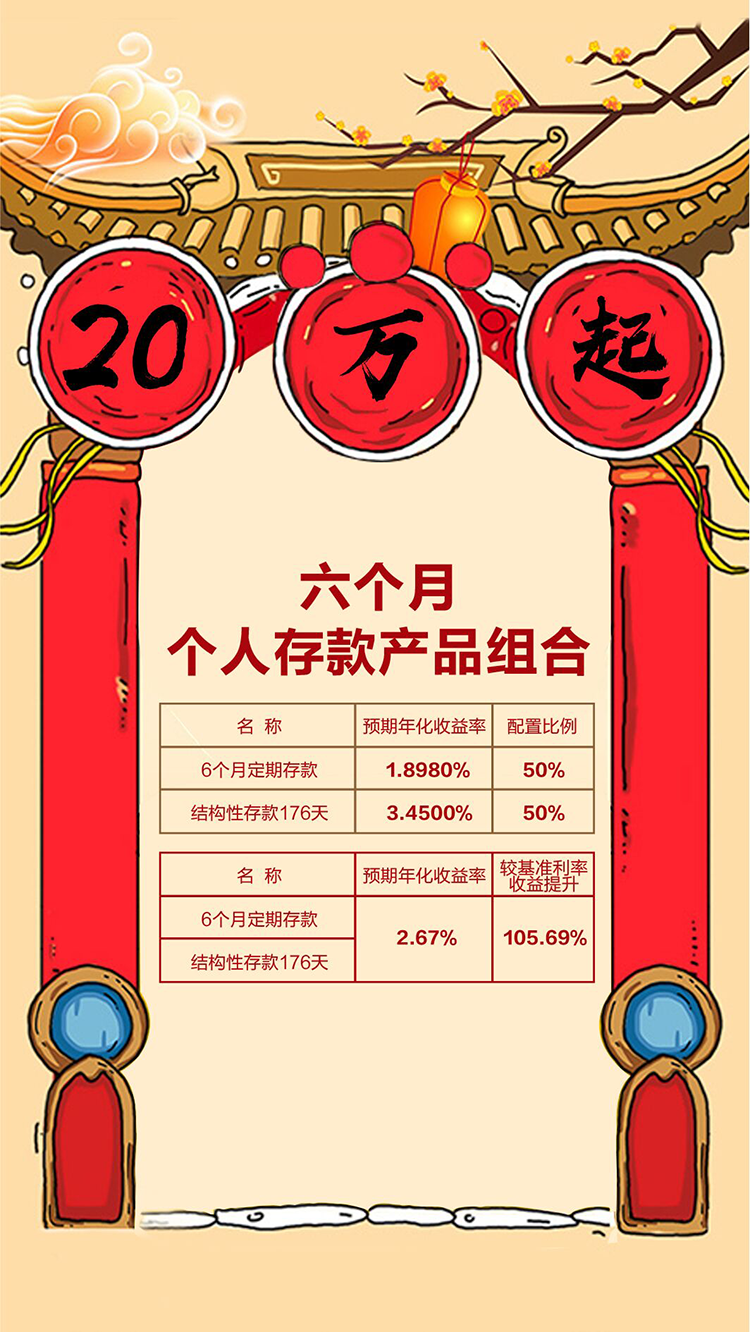 20万起
六个月
个人存款产品组合
名 称 预期年化收益率 配置比例
6个月定期存款 1.8980% 50%
结构性存款176天 3.4500% 50%
名 称 预期年化收益率 较基准利率
收益提升
6个月定期存款
2.67% 105.69%
结构性存款176天